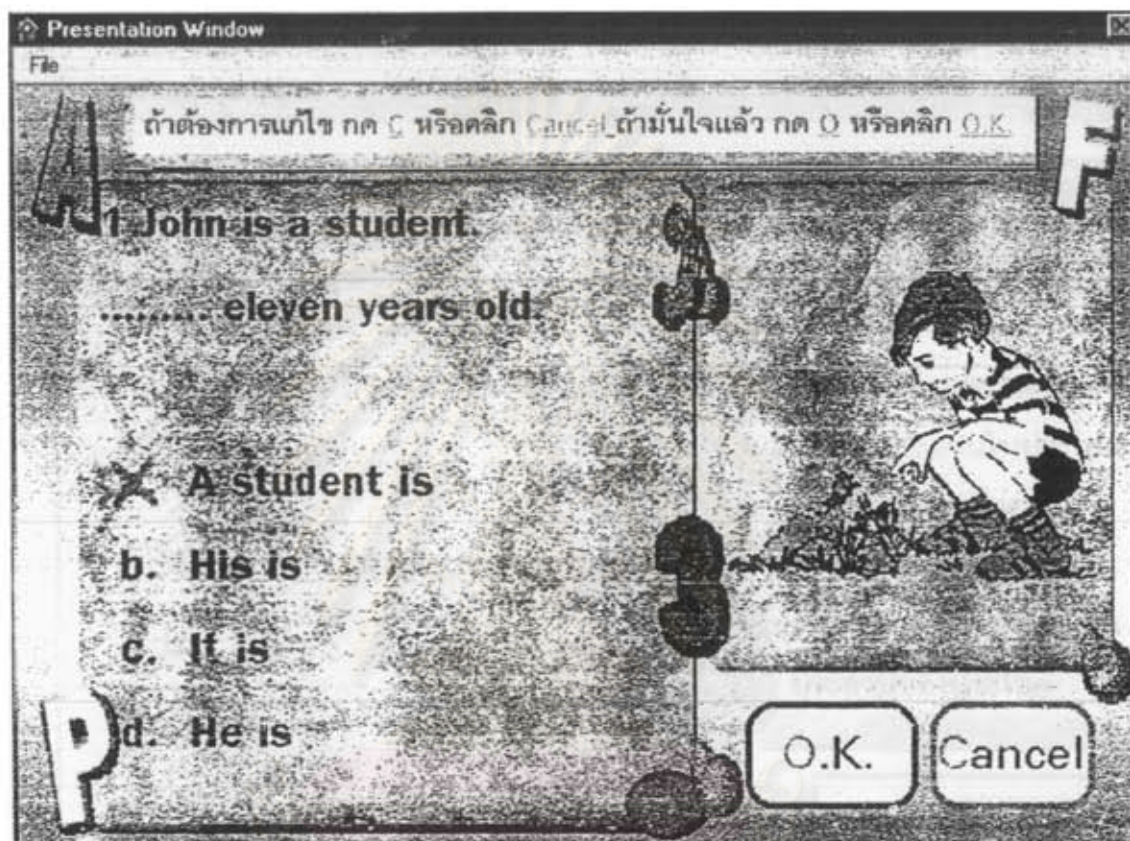 Presentation Window
File
ถ้าต้องการแก้ไข กด C หรือคลิก Cancel ถ้ามั่นใจแล้ว กด O หรือคลิก O.K.
A
F
1. John is a student.
......... eleven years old.
A student is
b. His is
c. It is
d. He is
P
O.K.
Cancel